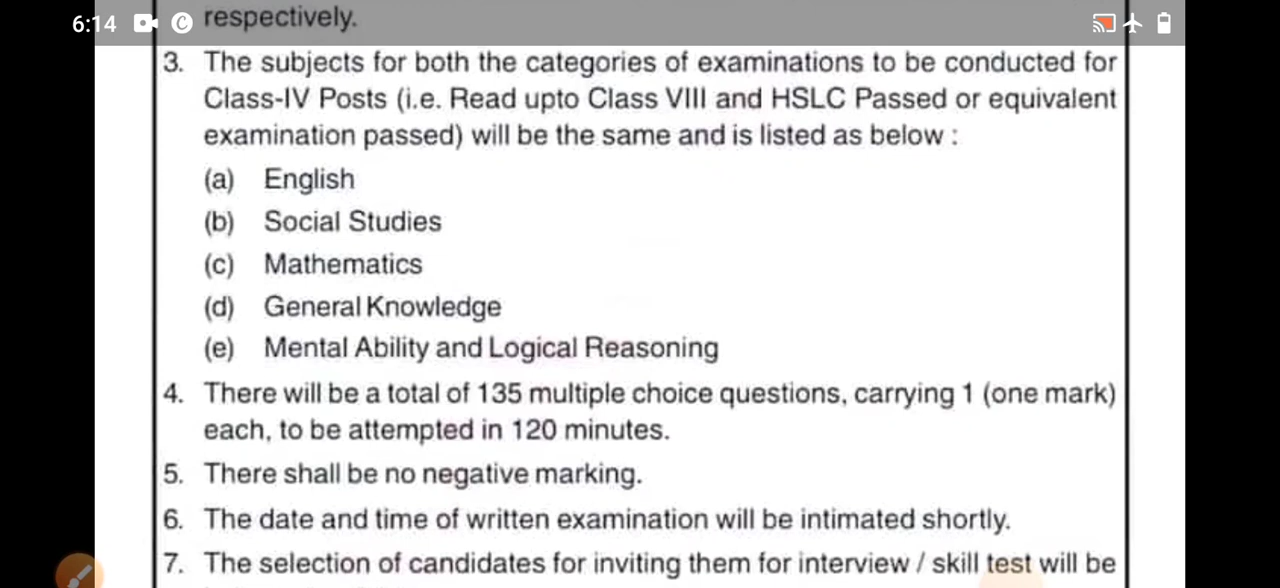 6:14
respectively.
3. The subjects for both the categories of examinations to be conducted for
Class-IV Posts (i.e. Read upto Class VIII and HSLC Passed or equivalent
examination passed) will be the same and is listed as below :
(a) English
(b) Social Studies
(c) Mathematics
(d) General Knowledge
(e) Mental Ability and Logical Reasoning
4. There will be a total of 135 multiple choice questions, carrying 1 (one mark)
each, to be attempted in 120 minutes.
5. There shall be no negative marking.
6. The date and time of written examination will be intimated shortly.
7. The selection of candidates for inviting them for interview / skill test will be